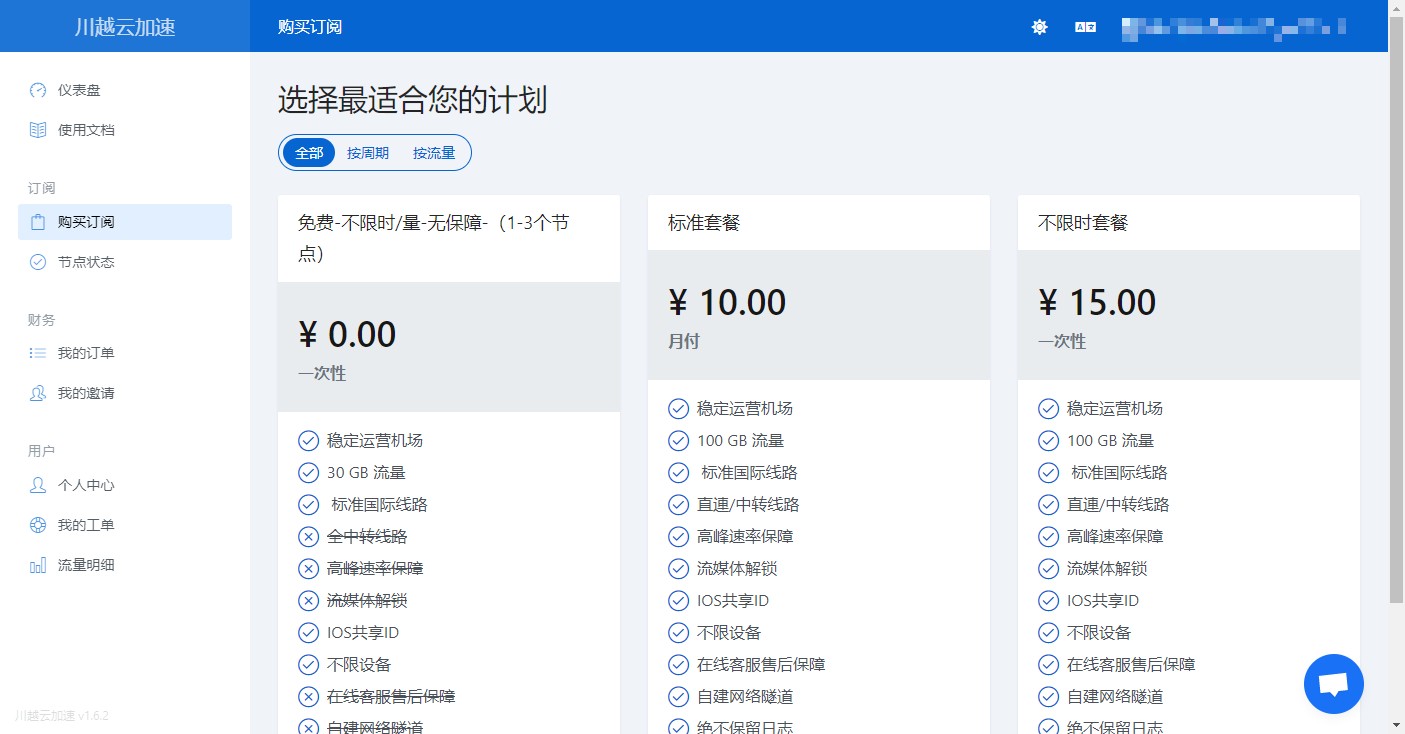 川越云加速
购买订阅
仪表盘
使用文档
订阅
购买订阅
节点状态
财务
我的订单
我的邀请
用户
个人中心
我的工单
流量明细
川越云加速 v1.6.2
选择最适合您的计划
全部 按周期 按流量
免费-不限时/量-无保障-（1-3个节
点）
¥ 0.00
一次性
稳定运营机场
30 GB 流量
标准国际线路
全中转线路
高峰速率保障
流媒体解锁
IOS共享ID
不限设备
在线客服售后保障
自建网络隧道
标准套餐
¥ 10.00
月付
稳定运营机场
100 GB 流量
标准国际线路
直連/中转线路
高峰速率保障
流媒体解锁
IOS共享ID
不限设备
在线客服售后保障
自建网络隧道
绝不保留日志
不限时套餐
¥ 15.00
一次性
稳定运营机场
100 GB 流量
标准国际线路
直連/中转线路
高峰速率保障
流媒体解锁
IOS共享ID
不限设备
在线客服售后保障
自建网络隧道
绝不保留日志